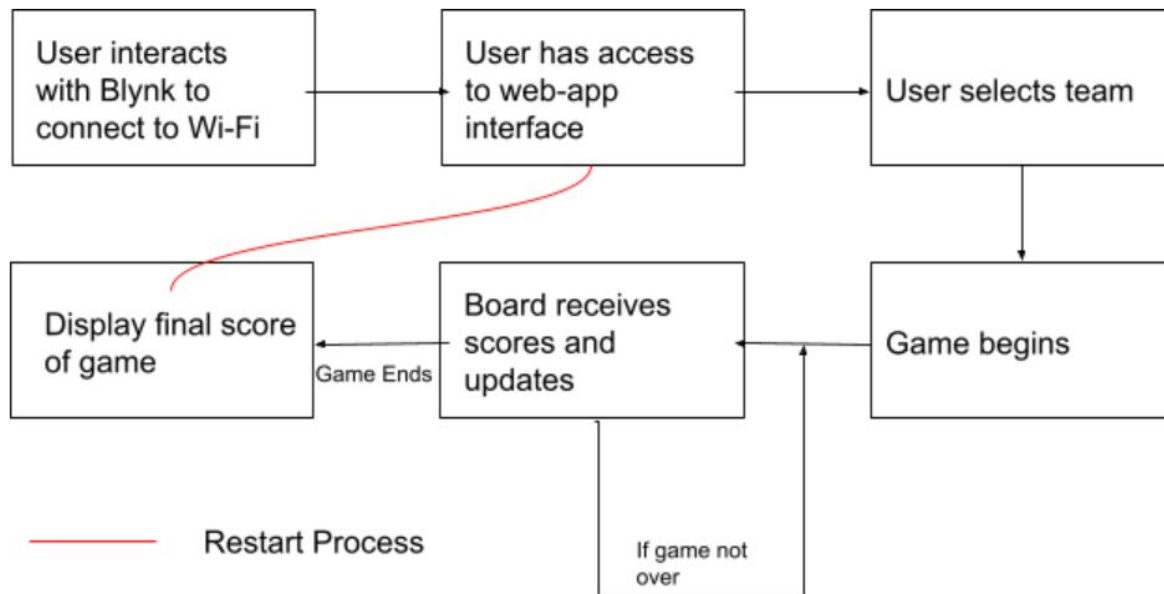 User interacts
with Blynk to
connect to Wi-Fi
User has access
to web-app
interface
User selects team
Display final score
of game
Game Ends
Board receives
scores and
updates
Game begins
Restart Process
If game not
over